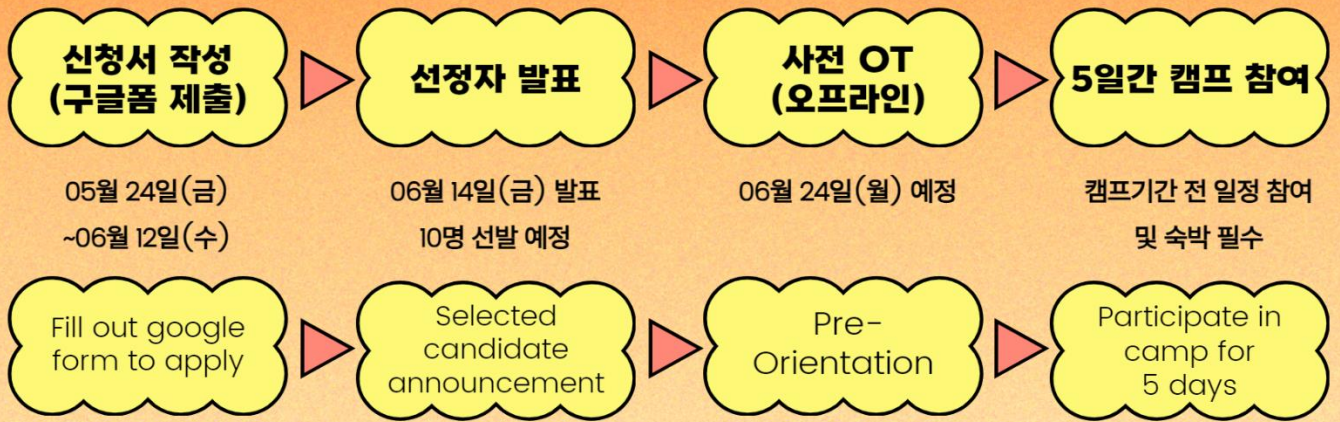 신청서 작성
(구글폼 제출)
선정자 발표
사전 OT
(오프라인)
5일간 캠프 참여
05월 24일(금)
~06월 12일(수)
06월 14일(금) 발표
10명 선발 예정
06월 24일(월) 예정
캠프기간 전 일정 참여
및 숙박 필수
Fill out google
form to apply
Selected
candidate
announcement
Pre-
Orientation
Participate in
camp for
5 days